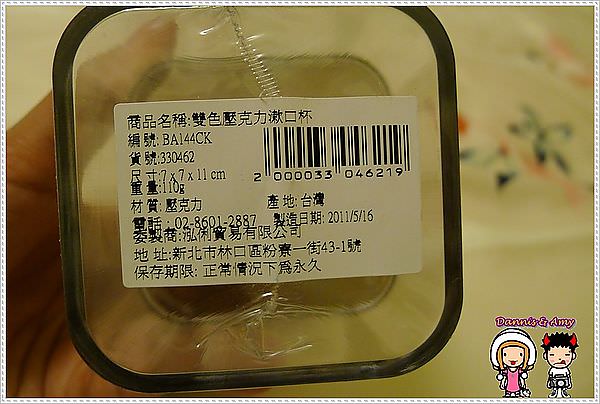 商品名稱:雙色壓克力漱口杯
編號:BA144CK
貨號:330462
尺寸:7x7x11cm
重量:110g
2 000033 046219
材質:壓克力 產地:台灣
電話:02-8601-2887 製造日期:2011/5/16
委製商:泓俐貿易有限公司
地址:新北市林口區粉寮一街43-1號
保存期限:正常情況下為永久
Dannis & Amy